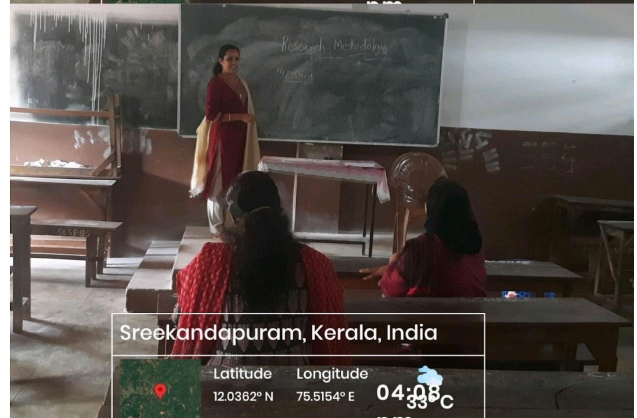 Research Methodology
Sreekandapuram, Kerala, India
Latitude Longitude
12.0362° N 75.5154° E 04:08
33°C